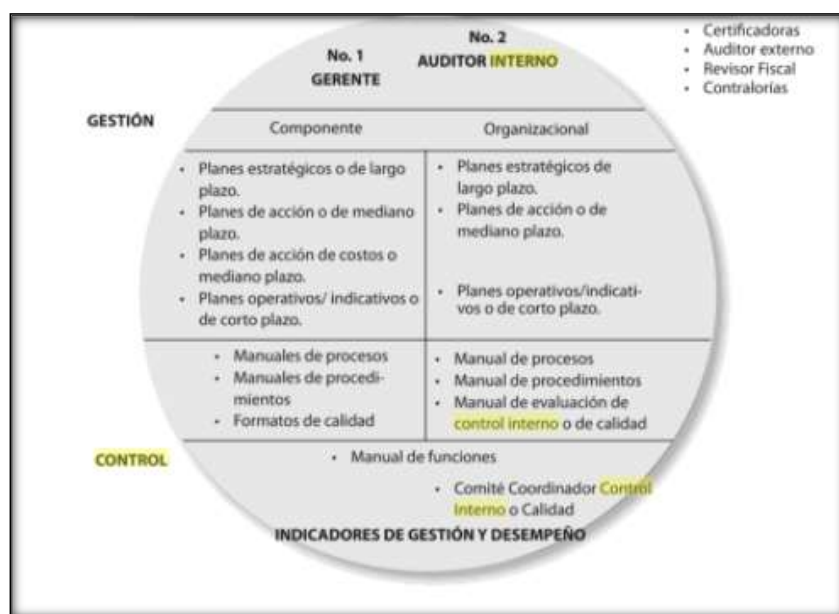 No. 1
GERENTE
No. 2
AUDITOR INTERNO
• Certificadoras
• Auditor externo
• Revisor Fiscal
• Contralorías
GESTIÓN
Componente
Organizacional
• Planes estratégicos o de largo
plazo.
• Planes de acción o de mediano
plazo.
• Planes de acción de costos o
mediano plazo.
• Planes operativos/ indicativos o
de corto plazo.
• Planes estratégicos de
largo plazo.
• Planes de acción o de
mediano plazo.
• Planes operativos/indicati-
vos o de corto plazo.
• Manuales de procesos
• Manuales de procedi-
mientos
• Formatos de calidad
• Manual de procesos
• Manual de procedimientos
• Manual de evaluación de
control interno o de calidad
CONTROL
• Manual de funciones
• Comité Coordinador Control
Interno o Calidad
INDICADORES DE GESTIÓN Y DESEMPEÑO